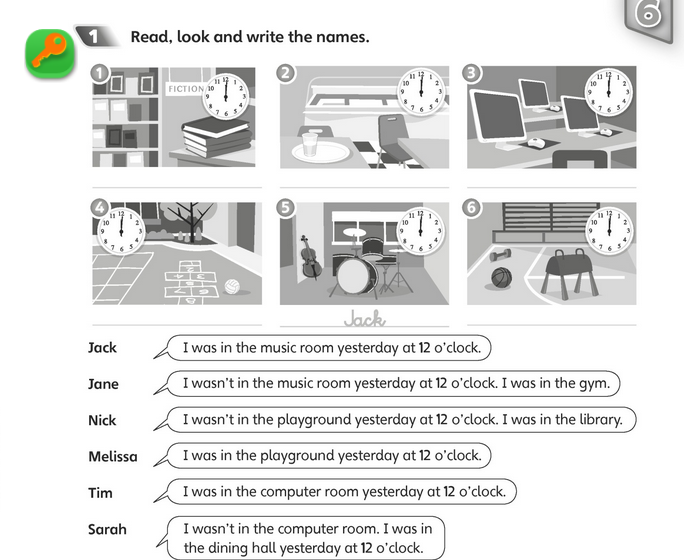 6
1 Read, look and write the names.
1
FICTION
2
3
4
5
6
Jack
Jack I was in the music room yesterday at 12 o'clock.
Jane I wasn't in the music room yesterday at 12 o'clock. I was in the gym.
Nick I wasn't in the playground yesterday at 12 o'clock. I was in the library.
Melissa I was in the playground yesterday at 12 o'clock.
Tim I was in the computer room yesterday at 12 o'clock.
Sarah I wasn't in the computer room. I was in
the dining hall yesterday at 12 o'clock.